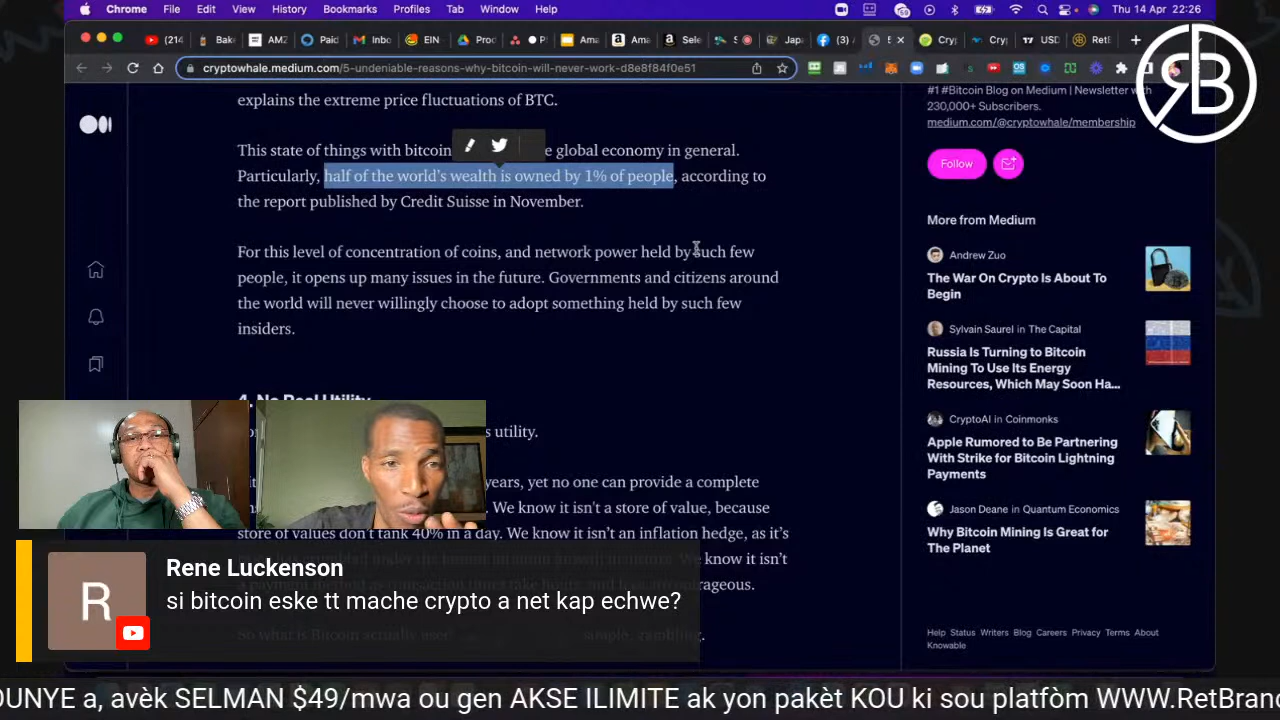 Chrome File Edit View History Bookmarks Profiles Tab Window Help
Thu 14 Apr 22:26
cryptowhale.medium.com/5-undeniable-reasons-why-bitcoin-will-never-work-d8e8f84f0e51
explains the extreme price fluctuations of BTC.
This state of things with bitcoin e global economy in general.
Particularly, half of the world's wealth is owned by 1% of people, according to
the report published by Credit Suisse in November.
For this level of concentration of coins, and network power held by such few
people, it opens up many issues in the future. Governments and citizens around
the world will never willingly choose to adopt something held by such few
insiders.
4. No Real Utility
s utility.
years, yet no one can provide a complete
We know it isn't a store of value, because
store of values don't tank 40% in a day. We know it isn't an inflation hedge, as it's
We know it isn't
rageous.
So what is Bitcoin actually
#1 #Bitcoin Blog on Medium | Newsletter with
230,000+ Subscribers.
medium.com/@cryptowhale/membership
Follow
More from Medium
Andrew Zuo
The War On Crypto Is About To
Begin
Sylvain Saurel in The Capital
Russia Is Turning to Bitcoin
Mining To Use Its Energy
Resources, Which May Soon Ha...
CryptoAI in Coinmonks
Apple Rumored to Be Partnering
With Strike for Bitcoin Lightning
Payments
Jason Deane in Quantum Economics
Why Bitcoin Mining Is Great for
The Planet
Help Status Writers Blog Careers Privacy Terms About
Knowable
R
Rene Luckenson
si bitcoin eske tt mache crypto a net kap echwe?
OUNYE a, avèk SELMAN $49/mwa ou gen AKSE ILIMITE ak yon pakèt KOU ki sou platfòm WWW.RetBrand